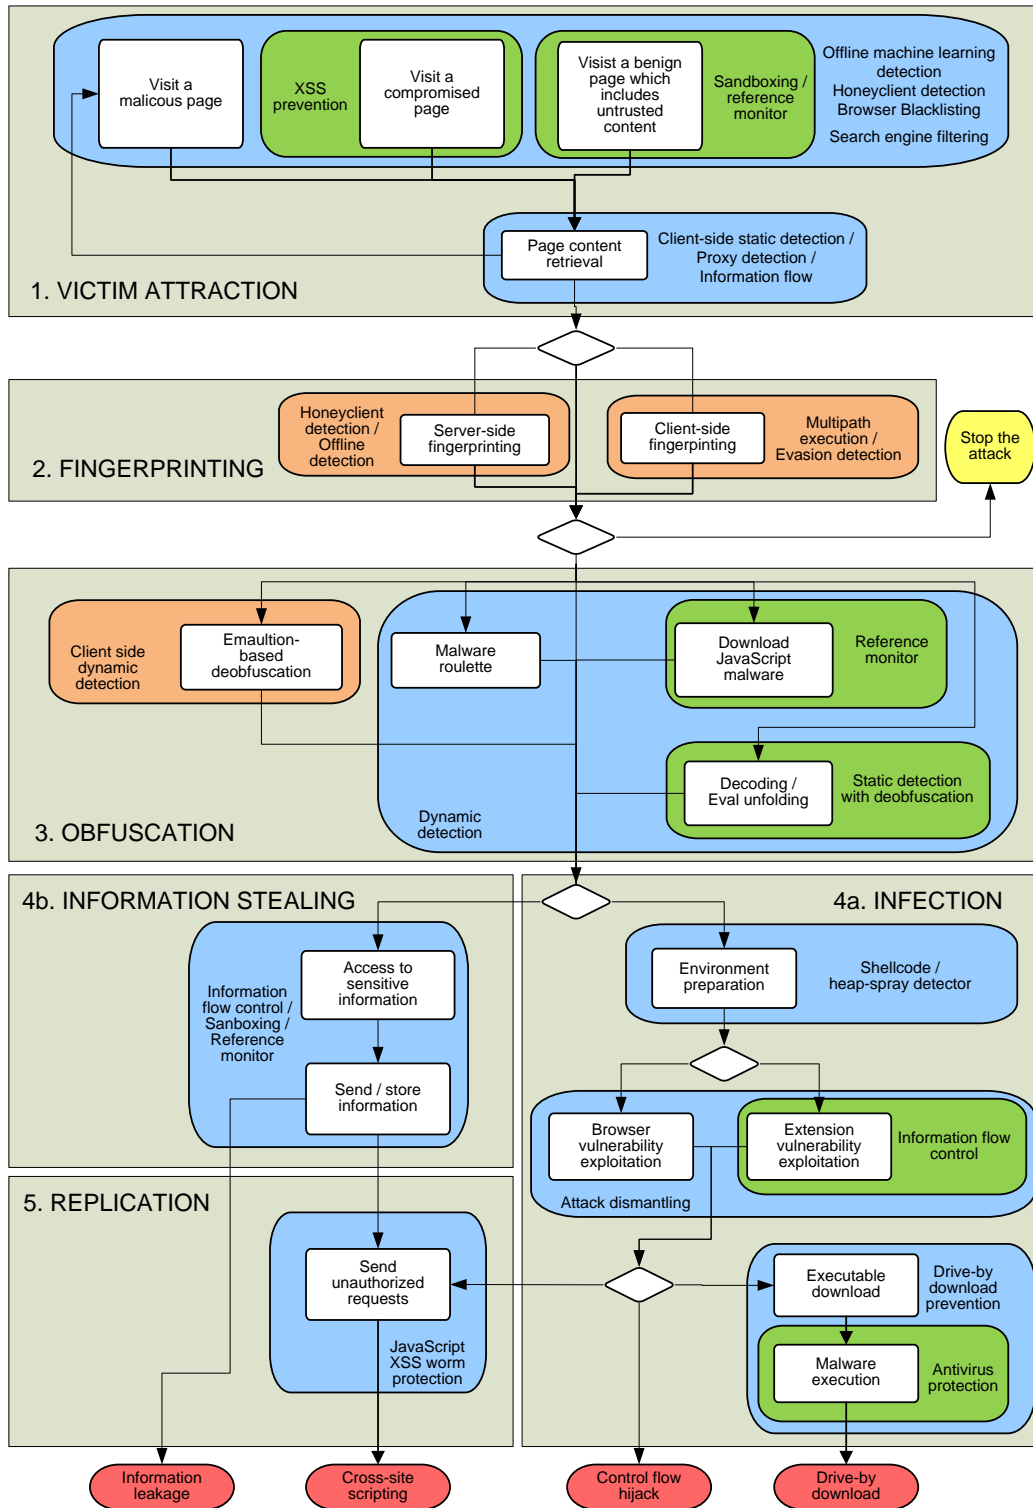 Visit a
malicous page
XSS
prevention
Visit a
compromised
page
Visist a benign
page which
includes
untrusted
content
Sandboxing /
reference
monitor
Offline machine learning
detection
Honeyclient detection
Browser Blacklisting
Search engine filtering
Page content
retrieval
Client-side static detection /
Proxy detection /
Information flow
1. VICTIM ATTRACTION
Honeyclient
detection /
Offline
detection
Server-side
fingerprinting
Client-side
fingerpinting
Multipath
execution /
Evasion detection
2. FINGERPRINTING
Stop the
attack
Client side
dynamic
detection
Emaultion-
based
deobfuscation
Malware
roulette
Download
JavaScript
malware
Reference
monitor
Decoding /
Eval unfolding
Static detection
with deobfuscation
Dynamic
detection
3. OBFUSCATION
4b. INFORMATION STEALING
Information
flow control /
Sanboxing /
Reference
monitor
Access to
sensitive
information
Send / store
information
4a. INFECTION
Environment
preparation
Shellcode /
heap-spray detector
Browser
vulnerability
exploitation
Extension
vulnerability
exploitation
Information flow
control
Attack dismantling
5. REPLICATION
Send
unauthorized
requests
JavaScript
XSS worm
protection
Executable
download
Drive-by
download
prevention
Malware
execution
Antivirus
protection
Information
leakage
Cross-site
scripting
Control flow
hijack
Drive-by
download